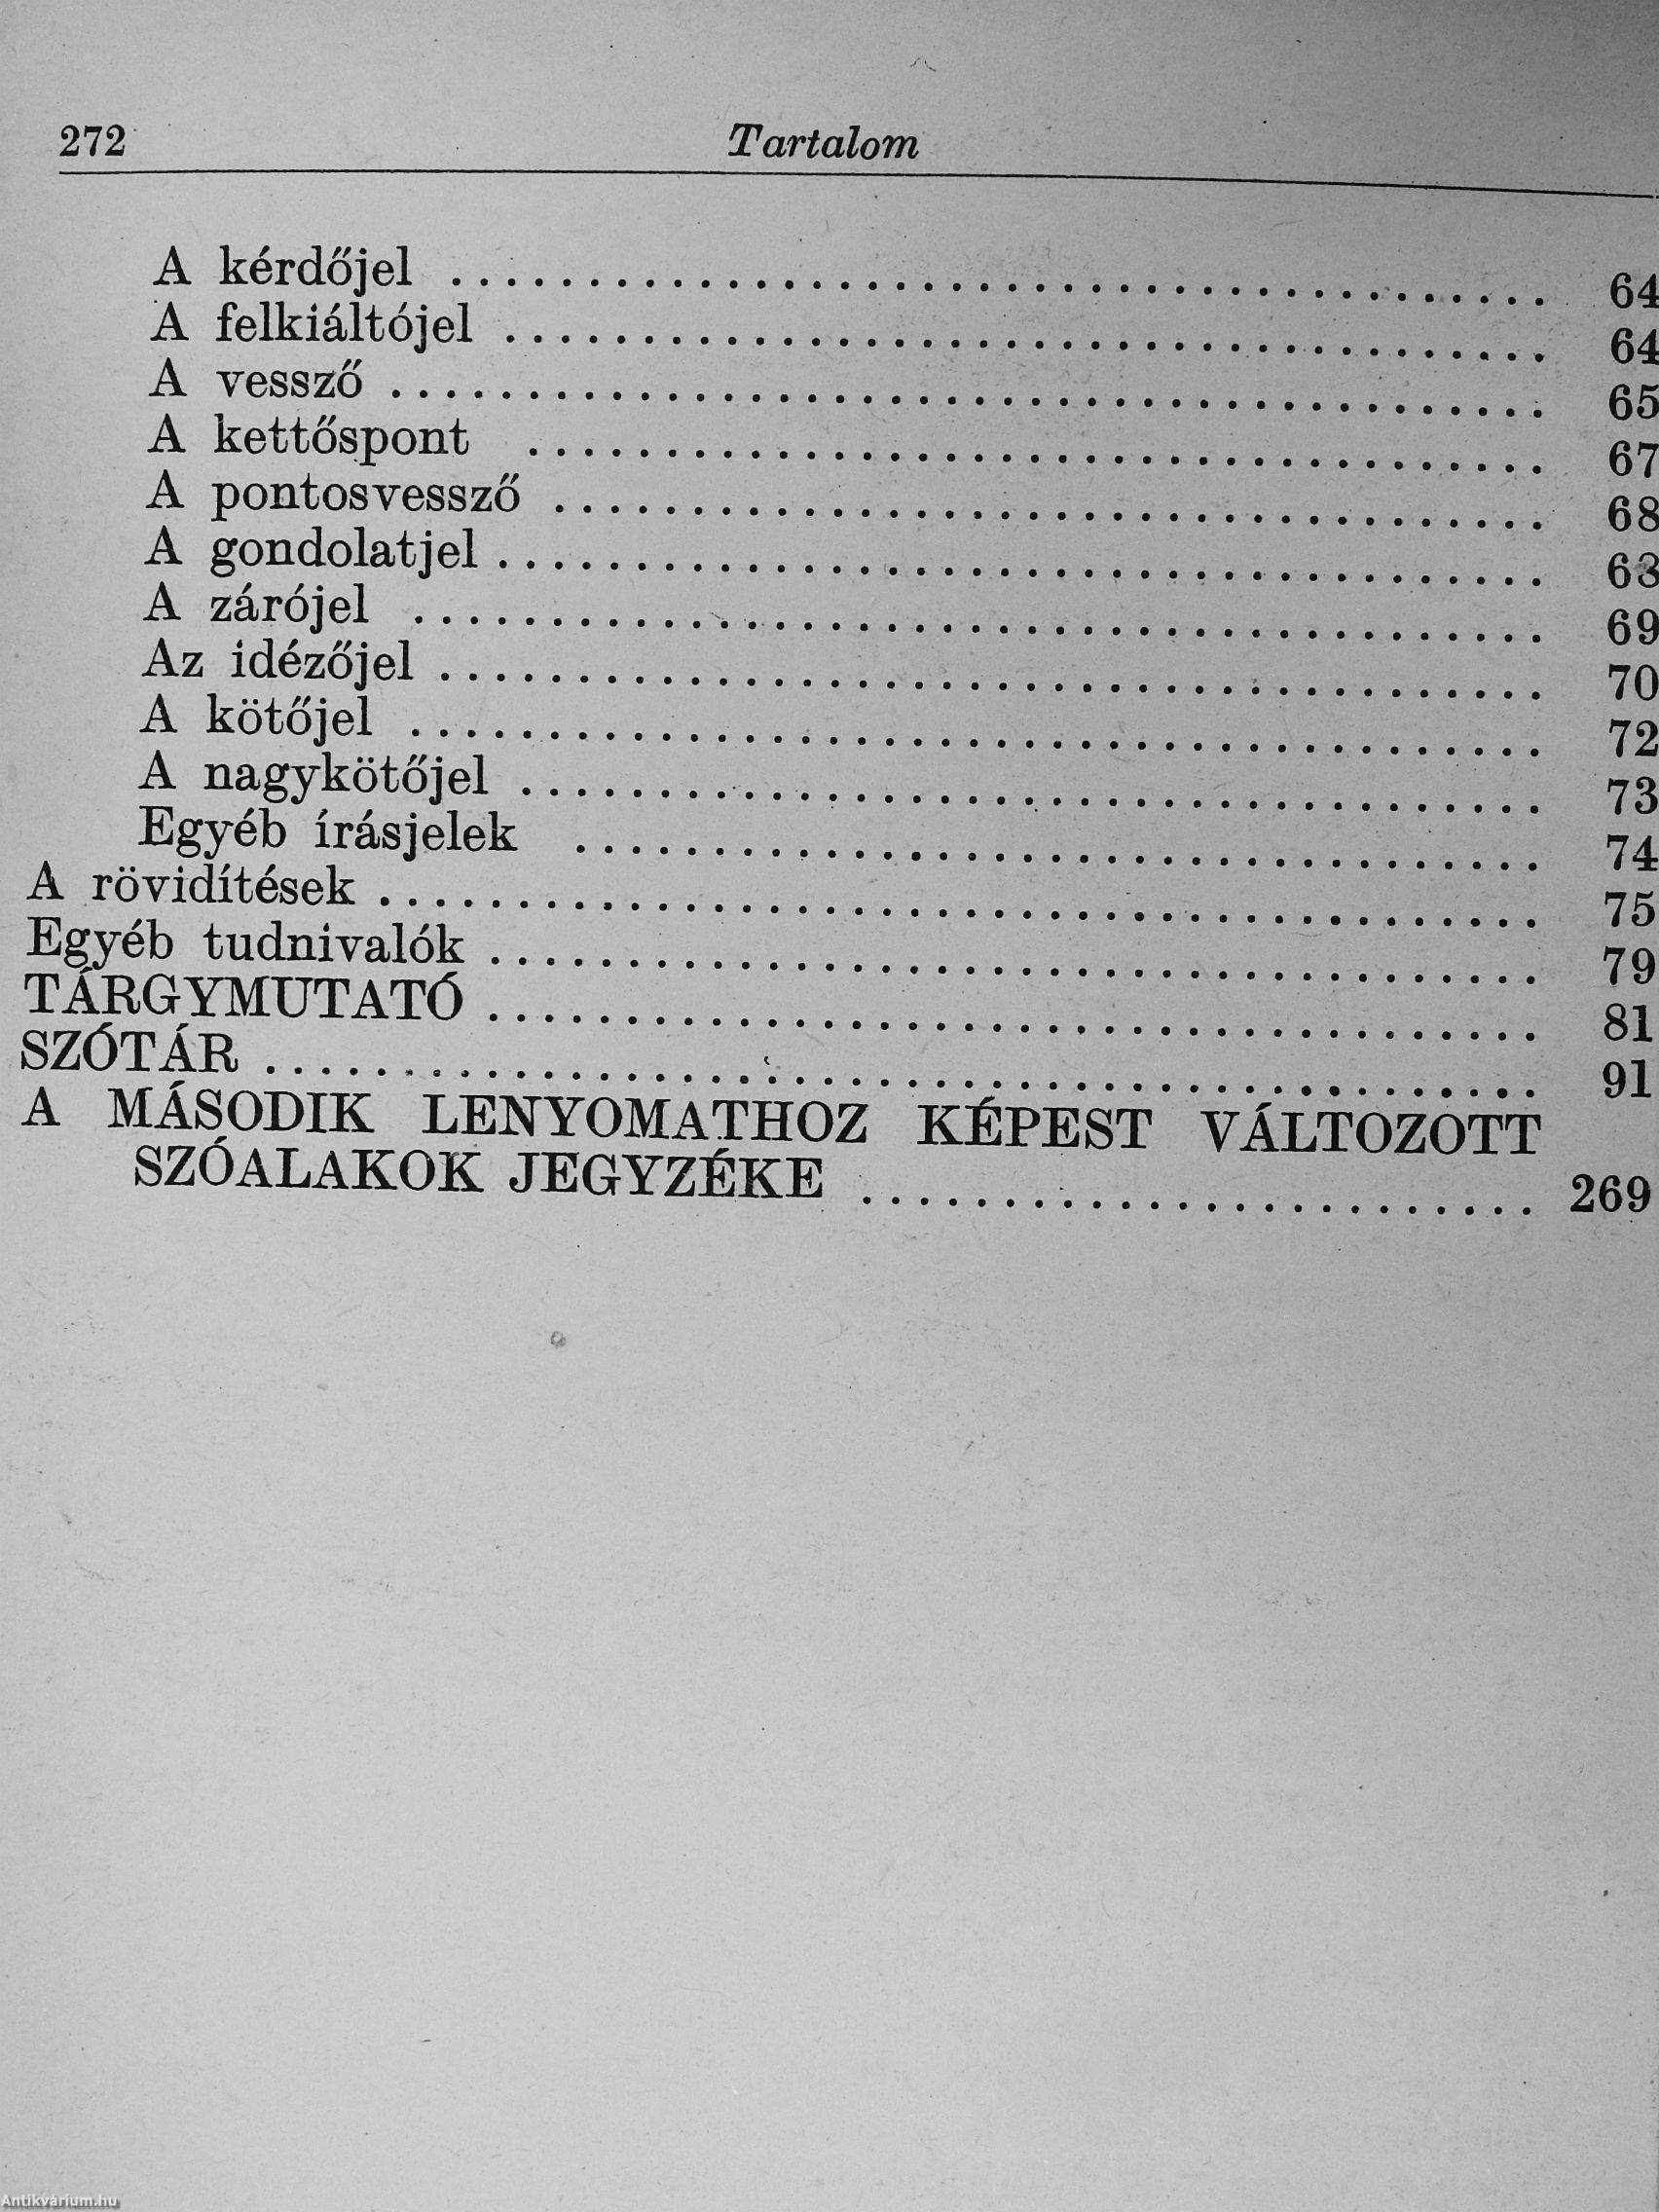 272 Tartalom
A kérdőjel ........................................ 64
A felkiáltójel ...................................... 64
A vessző .......................................... 65
A kettőspont ..................................... 67
A pontosvessző .................................... 68
A gondolatjel ...................................... 63
A zárójel ......................................... 69
Az idézőjel ........................................ 70
A kötőjel ......................................... 72
A nagykötőjel ..................................... 73
Egyéb írásjelek ................................... 74
A rövidítések .......................................... 75
Egyéb tudnivalók ...................................... 79
TÁRGYMUTATÓ ...................................... 81
SZÓTÁR .............................................. 91
A MÁSODIK LENYOMATHOZ KÉPEST VÁLTOZOTT
SZÓALAKOK JEGYZÉKE ........................ 269
Antikvárium.hu